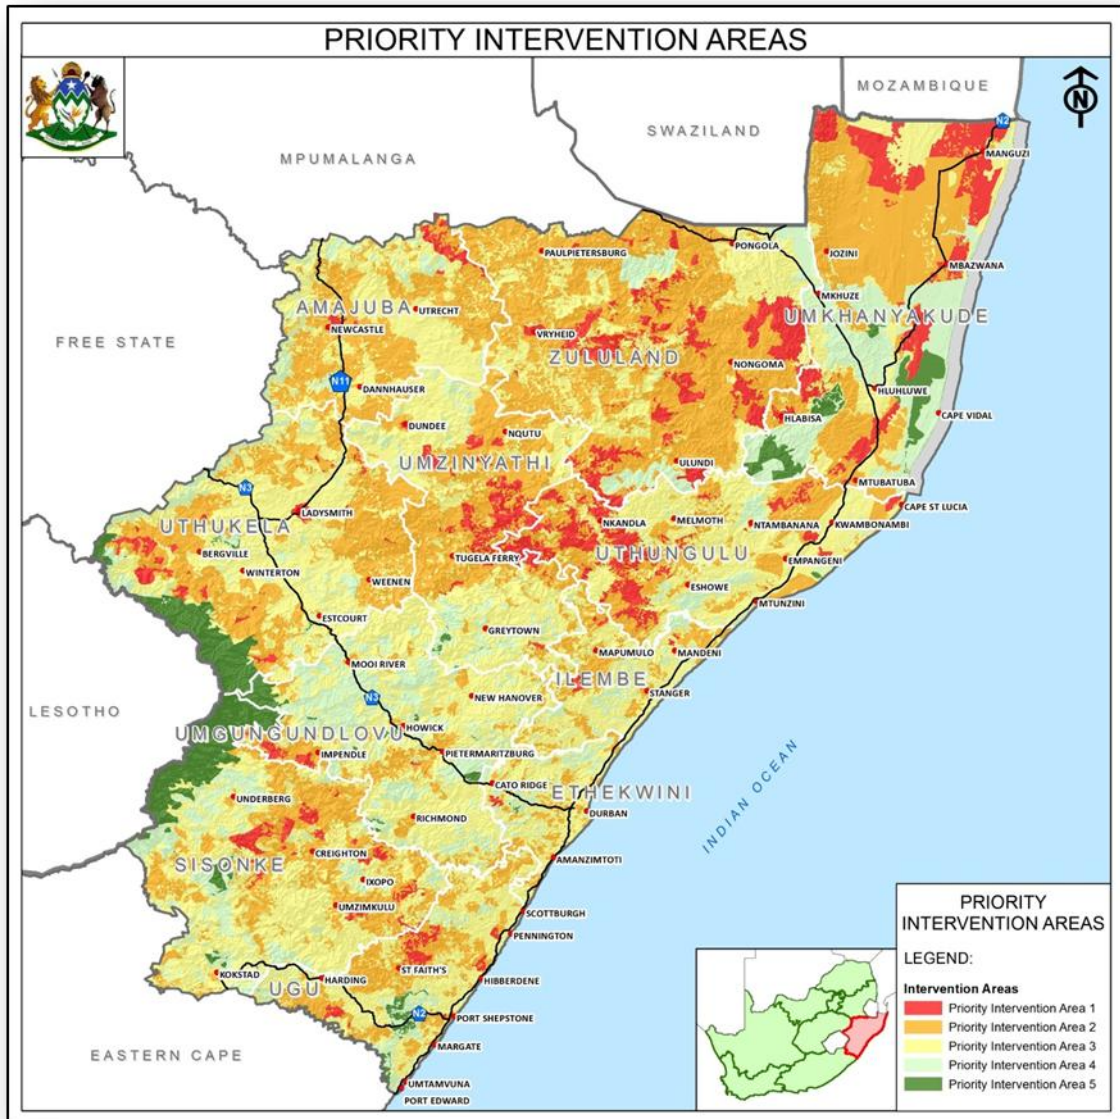 PRIORITY INTERVENTION AREAS
MOZAMBIQUE
N
SWAZILAND
MPUMALANGA
N2
MANGUZI
PONGOLA
PAULPIETERSBURG
JOZINI
MBAZWANA
MKHUZE
AMAJUBA
UTRECHT
UMKHANYAKUDE
NEWCASTLE
VRYHEID
FREE STATE
ZULULAND
NONGOMA
N11
DANNHAUSER
HLUHLUWE
HLABISA
CAPE VIDAL
DUNDEE
NQUTU
UMZINYATHI
ULUNDI
MTUBATUBA
N3
LADYSMITH
CAPE ST LUCIA
UTHUKELA
NKANDLA
MELMOTH
NTAMBANANA
KWAMBONAMBI
BERGVILLE
TUGELA FERRY
UTHUNGULU
EMPANGENI
WINTERTON
WEENEN
ESHOWE
MTUNZINI
ESTCOURT
GREYTOWN
MAPUMULO
MANDENI
MOOI RIVER
ILEMBE
STANGER
N3
NEW HANOVER
LESOTHO
HOWICK
UMGUNGUNDLOVU
IMPENDLE
PIETERMARITZBURG
CATO RIDGE
ETHEKWINI
UNDERBERG
DURBAN
RICHMOND
INDIAN OCEAN
CREIGHTON
SISONKE
AMANZIMTOTI
IXOPO
UMZIMKULU
SCOTTBURGH
PENNINGTON
KOKSTAD
ST FAITH'S
HARDING
HIBBERDENE
UGU
N2
PORT SHEPSTONE
MARGATE
EASTERN CAPE
UMTAMVUNA
PORT EDWARD
PRIORITY
INTERVENTION AREAS
LEGEND:
Intervention Areas
Priority Intervention Area 1
Priority Intervention Area 2
Priority Intervention Area 3
Priority Intervention Area 4
Priority Intervention Area 5